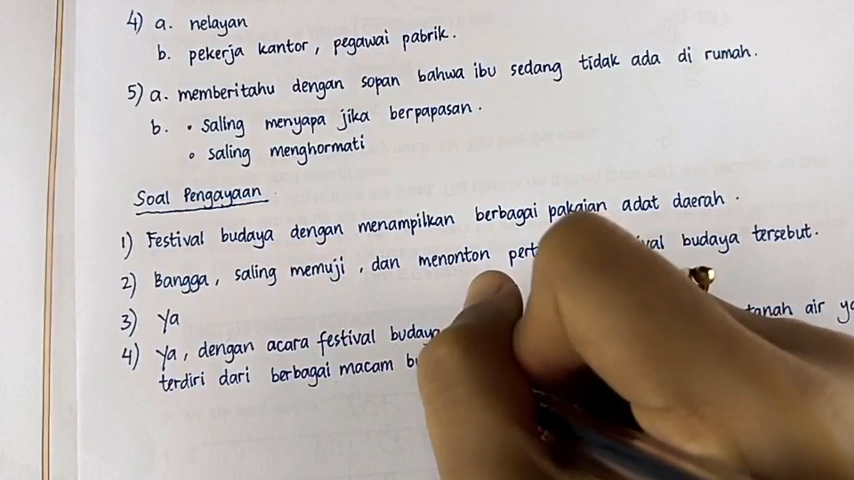 4) a. nelayan
b. pekerja kantor, pegawai pabrik.
5) a. memberitahu dengan sopan bahwa ibu sedang tidak ada di rumah.
b. • Saling menyapa jika berpapasan.
• saling menghormati
Soal Pengayaan
1) Festival budaya dengan menampilkan berbagai pakaian adat daerah.
2) Bangga, saling memuji, dan menonton budaya tersebut.
3) Ya
4) Ya, dengan acara festival budaya tanah air
terdiri dari berbagai macam